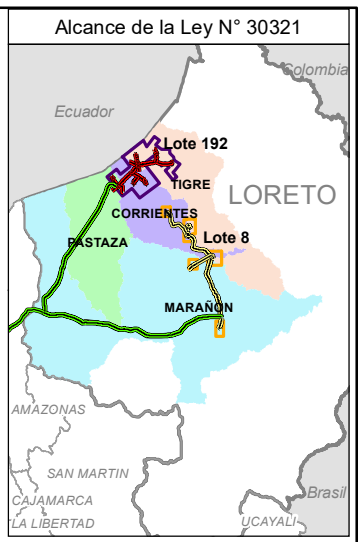 Alcance de la Ley N° 30321
Colombia
Ecuador
Lote 192
TIGRE
LORETO
CORRIENTES
PASTAZA
Lote 8
MARAÑON
AMAZONAS
SAN MARTIN
CAJAMARCA
LA LIBERTAD
Brasil
UCAYALI